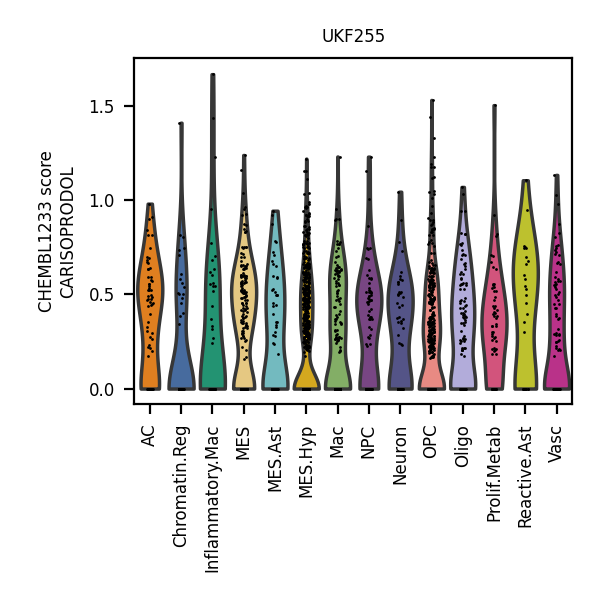 UKF255
CHEMBL1233 score
CARISOPRODOL
1.5
1.0
0.5
0.0
AC
Chromatin.Reg
Inflammatory.Mac
MES
MES.Ast
MES.Hyp
Mac
NPC
Neuron
OPC
Oligo
Prolif.Metab
Reactive.Ast
Vasc